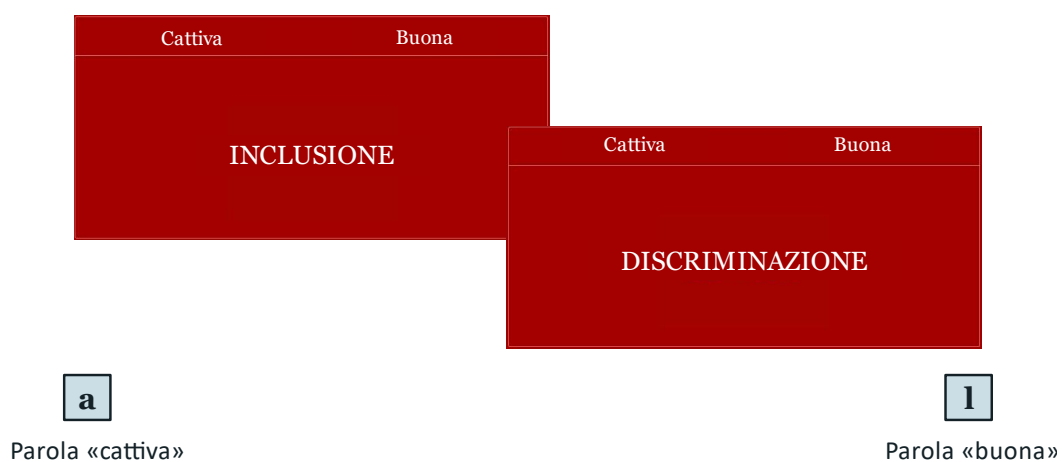 Cattiva Buona
INCLUSIONE
Cattiva Buona
DISCRIMINAZIONE
a l
Parola «cattiva» Parola «buona»